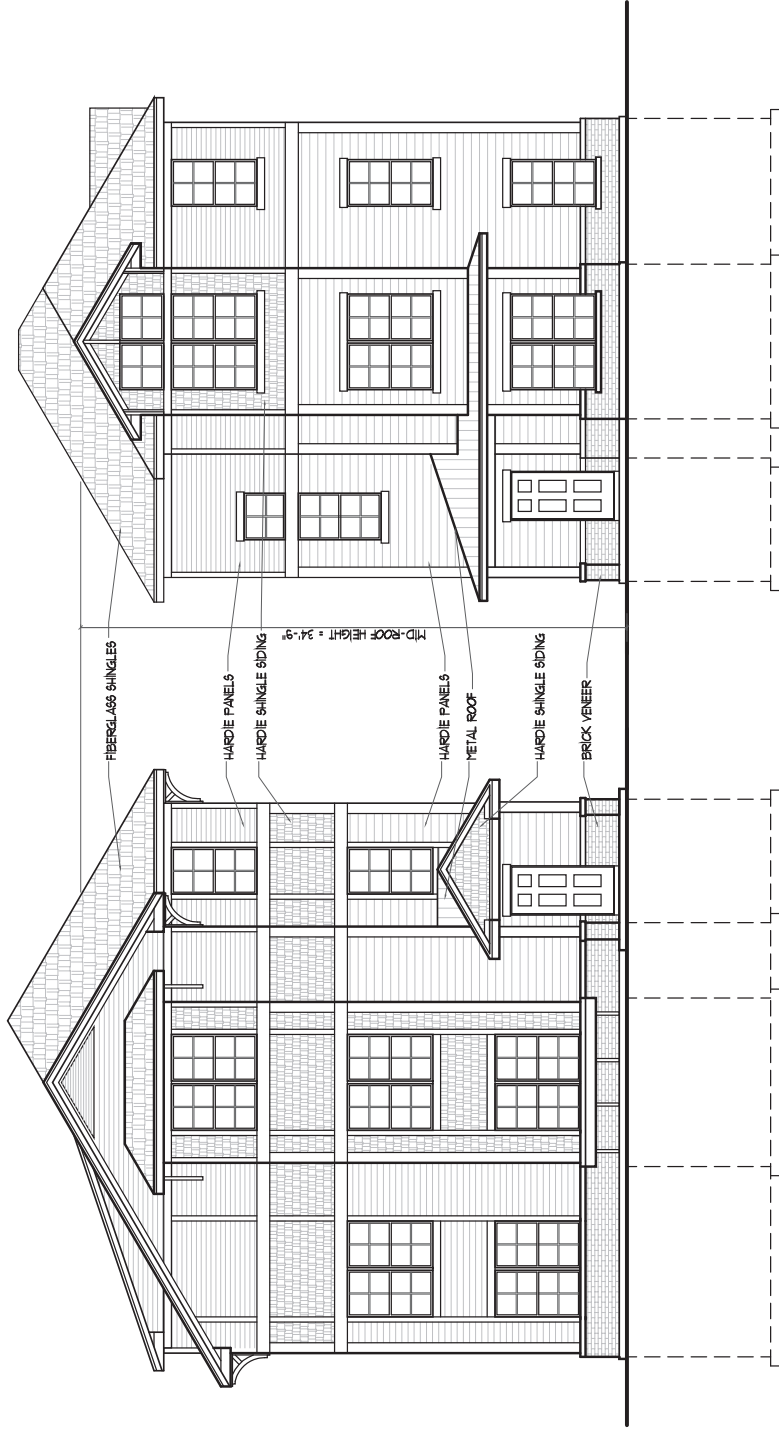 FIBERGLASS SHINGLES
HARDIE PANELS
HARDIE SHINGLE SIDING
MID-ROOF HEIGHT = 34'-9"
HARDIE PANELS
METAL ROOF
HARDIE SHINGLE SIDING
BRICK VENEER